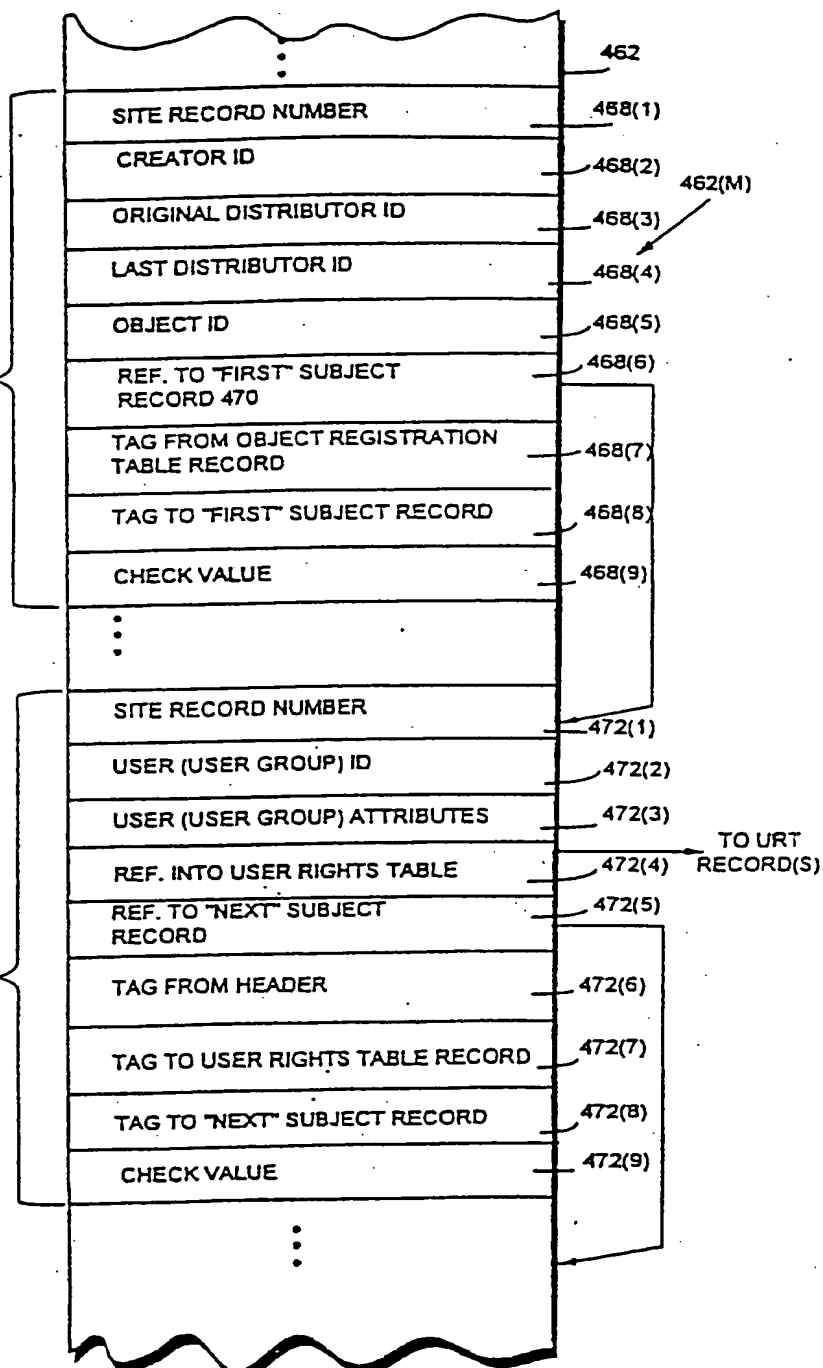 462
SITE RECORD NUMBER 468(1)
CREATOR ID 468(2)
462(M)
ORIGINAL DISTRIBUTOR ID 468(3)
LAST DISTRIBUTOR ID 468(4)
OBJECT ID 468(5)
REF. TO "FIRST" SUBJECT 468(6)
RECORD 470
TAG FROM OBJECT REGISTRATION 468(7)
TABLE RECORD
TAG TO "FIRST" SUBJECT RECORD 468(8)
CHECK VALUE 468(9)
SITE RECORD NUMBER 472(1)
USER (USER GROUP) ID 472(2)
USER (USER GROUP) ATTRIBUTES 472(3)
TO URT
RECORD(S)
REF. INTO USER RIGHTS TABLE 472(4)
REF. TO "NEXT" SUBJECT 472(5)
RECORD
TAG FROM HEADER 472(6)
TAG TO USER RIGHTS TABLE RECORD 472(7)
TAG TO "NEXT" SUBJECT RECORD 472(8)
CHECK VALUE 472(9)